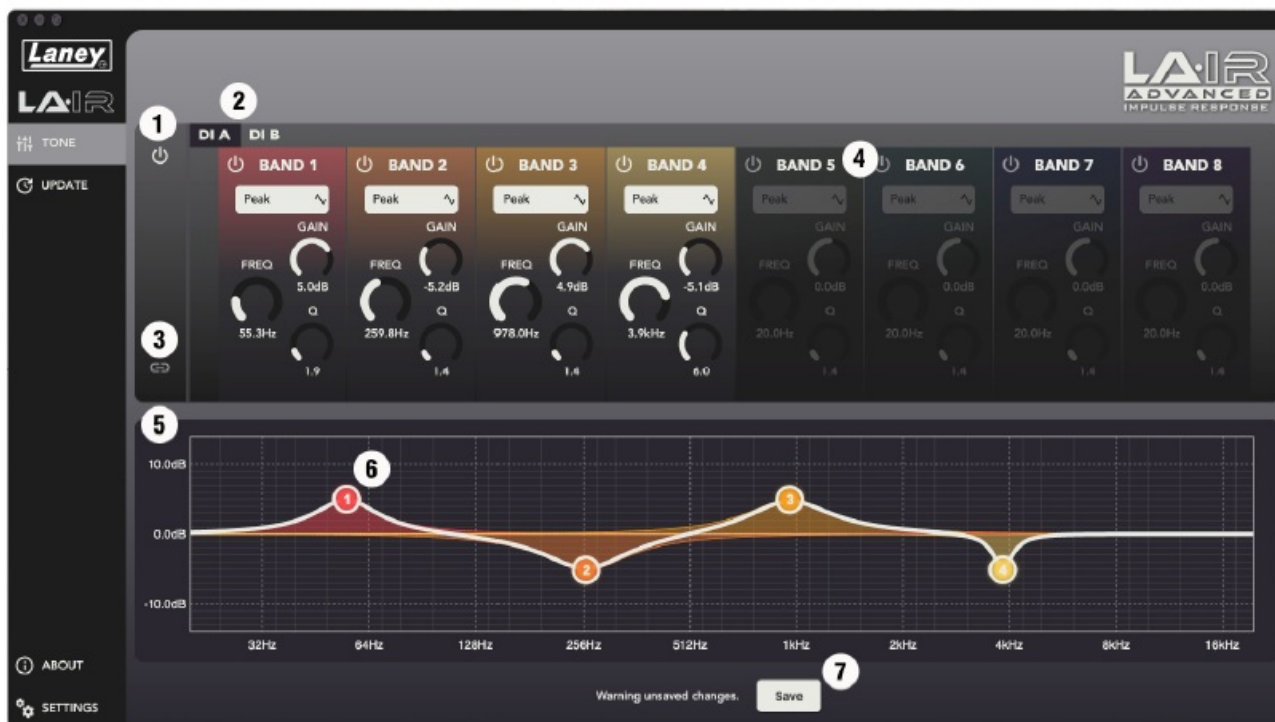 Laney
LA·IR
LA·IR
ADVANCED
IMPULSE RESPONSE
1
2
TONE
DI A DI B
UPDATE
BAND 1 BAND 2 BAND 3 BAND 4 BAND 5 4 BAND 6 BAND 7 BAND 8
Peak Peak Peak Peak Peak Peak Peak Peak
GAIN GAIN GAIN GAIN GAIN GAIN GAIN GAIN
FREQ FREQ FREQ FREQ FREQ FREQ FREQ FREQ
5.0dB -5.2dB 4.9dB -5.1dB 0.0dB 0.0dB 0.0dB 0.0dB
Q Q Q Q Q Q Q Q
55.3Hz 259.8Hz 978.0Hz 3.9kHz 20.0Hz 20.0Hz 20.0Hz 20.0Hz
3
1.9 1.4 1.4 6.0 1.4 1.4 1.4 1.4
5
10.0dB
6
1 3
0.0dB
2 4
-10.0dB
32Hz 64Hz 128Hz 256Hz 512Hz 1kHz 2kHz 4kHz 8kHz 16kHz
ABOUT
7
Warning unsaved changes. Save
SETTINGS